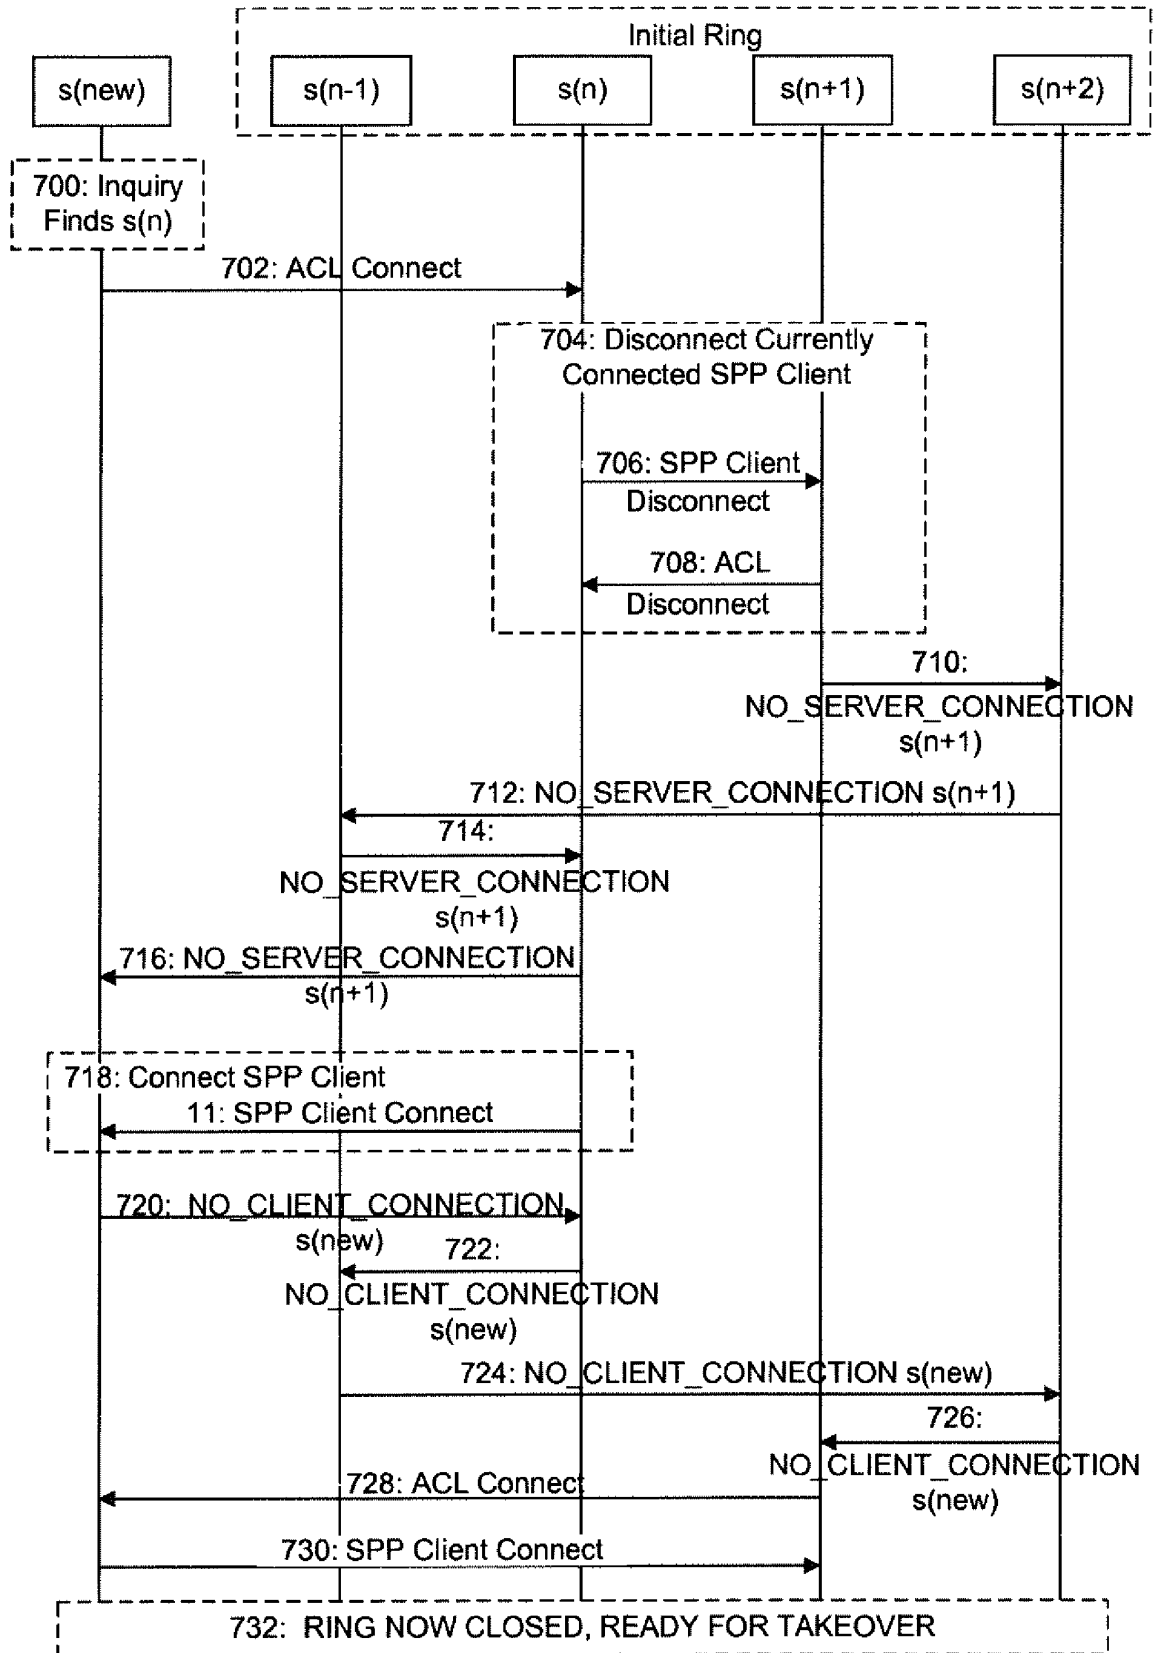 Initial Ring
s(new)
s(n-1)
s(n)
s(n+1)
s(n+2)
700: Inquiry
Finds s(n)
702: ACL Connect
704: Disconnect Currently
Connected SPP Client
706: SPP Client
Disconnect
708: ACL
Disconnect
710:
NO_SERVER_CONNECTION
s(n+1)
712: NO_SERVER_CONNECTION s(n+1)
714:
NO_SERVER_CONNECTION
s(n+1)
716: NO_SERVER_CONNECTION
s(n+1)
718: Connect SPP Client
11: SPP Client Connect
720: NO_CLIENT_CONNECTION
s(new)
722:
NO_CLIENT_CONNECTION
s(new)
724: NO_CLIENT_CONNECTION s(new)
726:
NO_CLIENT_CONNECTION
s(new)
728: ACL Connect
730: SPP Client Connect
732: RING NOW CLOSED, READY FOR TAKEOVER